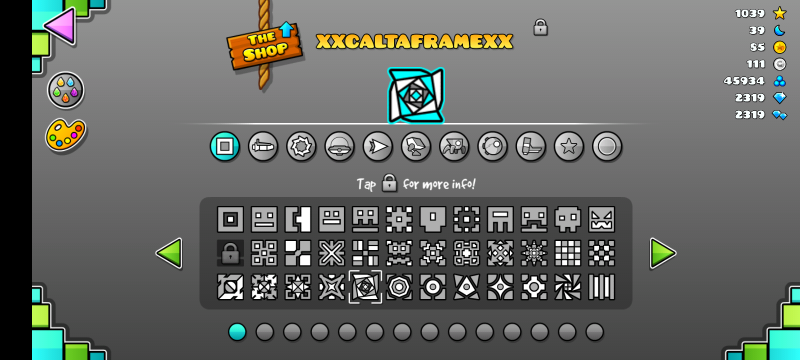 THE
SHOP
XXCALTAFRAMEXX
1039
39
55
111
45934
2319
2319
Tap for more info!